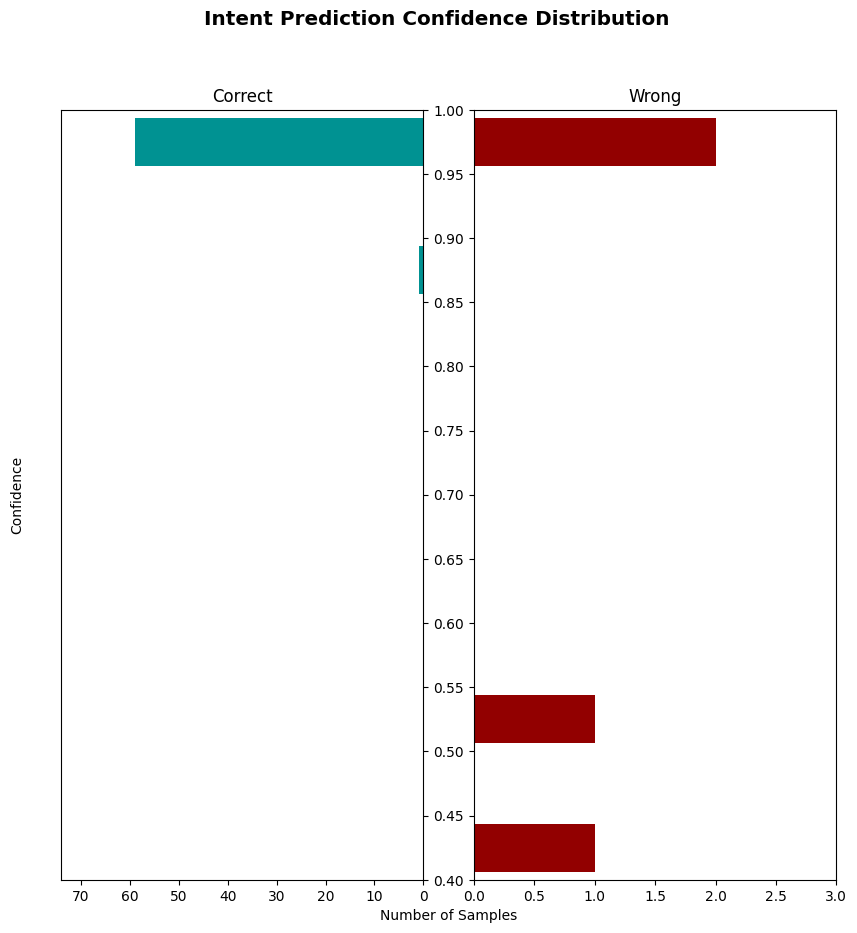 Intent Prediction Confidence Distribution
Correct
Wrong
1.00
0.95
0.90
0.85
0.80
0.75
0.70
0.65
0.60
0.55
0.50
0.45
0.40
Confidence
70 60 50 40 30 20 10 0
0.0 0.5 1.0 1.5 2.0 2.5 3.0
Number of Samples